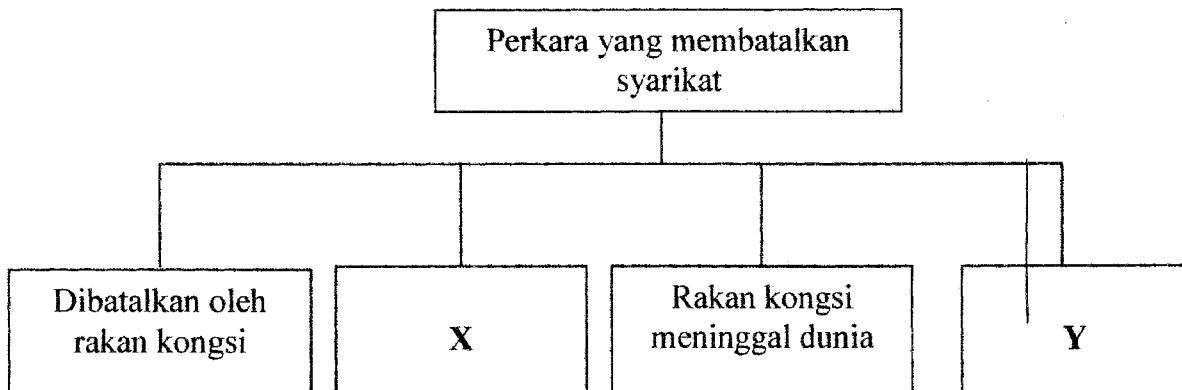 Perkara yang membatalkan
syarikat
Dibatalkan oleh
rakan kongsi
X
Rakan kongsi
meninggal dunia
Y